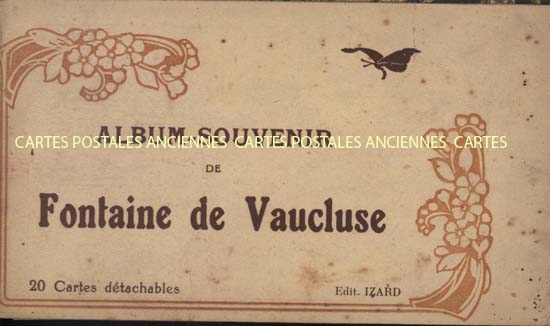 ALBUM SOUVENIR
CARTES POSTALES ANCIENNES CARTES POSTALES ANCIENNES CARTES
DE
Fontaine de Vaucluse
20 Cartes détachables
Edit. IZARD